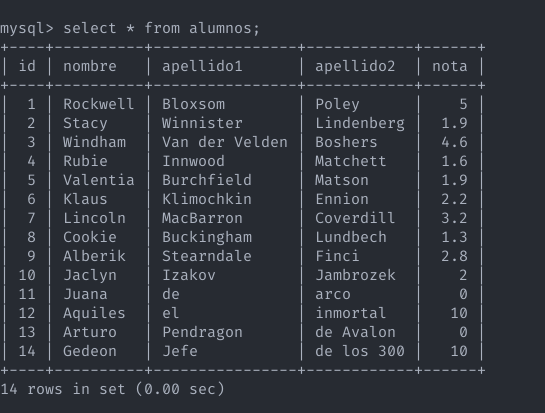 mysql> select * from alumnos;
+----+----------+----------------+------------+------+
| id | nombre   | apellido1      | apellido2  | nota |
+----+----------+----------------+------------+------+
|  1 | Rockwell | Bloxsom        | Poley      |    5 |
|  2 | Stacy    | Winnister      | Lindenberg |  1.9 |
|  3 | Windham  | Van der Velden | Boshers    |  4.6 |
|  4 | Rubie    | Innwood        | Matchett   |  1.6 |
|  5 | Valentia | Burchfield     | Matson     |  1.9 |
|  6 | Klaus    | Klimochkin     | Ennion     |  2.2 |
|  7 | Lincoln  | MacBarron      | Coverdill  |  3.2 |
|  8 | Cookie   | Buckingham     | Lundbech   |  1.3 |
|  9 | Alberik  | Stearndale     | Finci      |  2.8 |
| 10 | Jaclyn   | Izakov         | Jambrozek  |    2 |
| 11 | Juana    | de             | arco       |    0 |
| 12 | Aquiles  | el             | inmortal   |   10 |
| 13 | Arturo   | Pendragon      | de Avalon  |    0 |
| 14 | Gedeon   | Jefe           | de los 300 |   10 |
+----+----------+----------------+------------+------+
14 rows in set (0.00 sec)